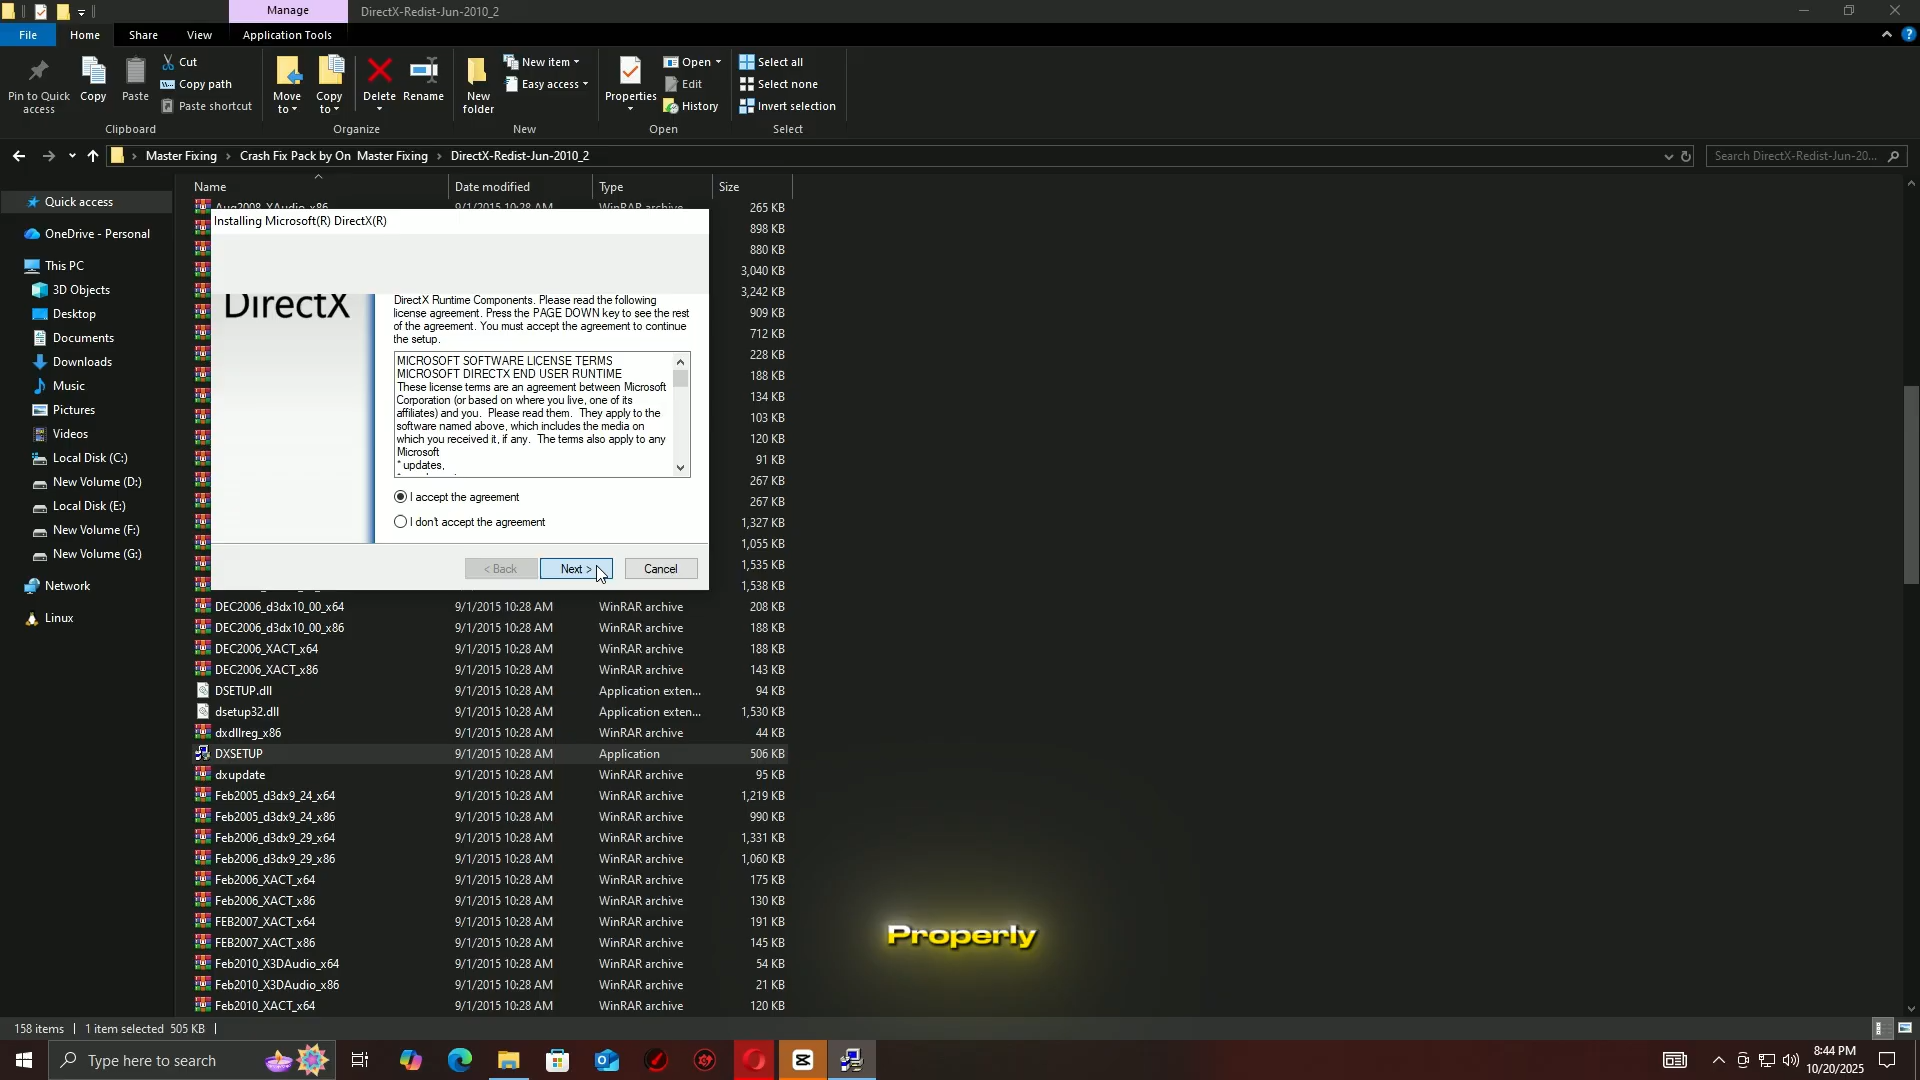 Manage
DirectX-Redist-Jun-2010_2
File
Home
Share
View
Application Tools
Pin to Quick access
Copy
Paste
Cut
Copy path
Paste shortcut
Clipboard
Move to
Copy to
Delete
Rename
Organize
New folder
New item
Easy access
New
Properties
Open
Edit
History
Open
Select all
Select none
Invert selection
Select
Master Fixing
Crash Fix Pack by On Master Fixing
DirectX-Redist-Jun-2010_2
Search DirectX-Redist-Jun-20...
Name
Date modified
Type
Size
Quick access
OneDrive - Personal
This PC
3D Objects
Desktop
Documents
Downloads
Music
Pictures
Videos
Local Disk (C:)
New Volume (D:)
Local Disk (E:)
New Volume (F:)
New Volume (G:)
Network
Linux
Aug2008_XAudio_x86 9/1/2015 10:28 AM WinRAR archive 265 KB
898 KB
880 KB
3,040 KB
3,242 KB
909 KB
712 KB
228 KB
188 KB
134 KB
103 KB
120 KB
91 KB
267 KB
267 KB
1,327 KB
1,055 KB
1,535 KB
1,538 KB
Installing Microsoft(R) DirectX(R)
DirectX
DirectX Runtime Components. Please read the following
license agreement. Press the PAGE DOWN key to see the rest
of the agreement. You must accept the agreement to continue
the setup.
MICROSOFT SOFTWARE LICENSE TERMS
MICROSOFT DIRECTX END USER RUNTIME
These license terms are an agreement between Microsoft
Corporation (or based on where you live, one of its
affiliates) and you. Please read them. They apply to the
software named above, which includes the media on
which you received it, if any. The terms also apply to any
Microsoft
* updates,
I accept the agreement
I don't accept the agreement
< Back
Next >
Cancel
DEC2006_d3dx10_00_x64 9/1/2015 10:28 AM WinRAR archive 208 KB
DEC2006_d3dx10_00_x86 9/1/2015 10:28 AM WinRAR archive 188 KB
DEC2006_XACT_x64 9/1/2015 10:28 AM WinRAR archive 188 KB
DEC2006_XACT_x86 9/1/2015 10:28 AM WinRAR archive 143 KB
DSETUP.dll 9/1/2015 10:28 AM Application exten... 94 KB
dsetup32.dll 9/1/2015 10:28 AM Application exten... 1,530 KB
dxdllreg_x86 9/1/2015 10:28 AM WinRAR archive 44 KB
DXSETUP 9/1/2015 10:28 AM Application 506 KB
dxupdate 9/1/2015 10:28 AM WinRAR archive 95 KB
Feb2005_d3dx9_24_x64 9/1/2015 10:28 AM WinRAR archive 1,219 KB
Feb2005_d3dx9_24_x86 9/1/2015 10:28 AM WinRAR archive 990 KB
Feb2006_d3dx9_29_x64 9/1/2015 10:28 AM WinRAR archive 1,331 KB
Feb2006_d3dx9_29_x86 9/1/2015 10:28 AM WinRAR archive 1,060 KB
Feb2006_XACT_x64 9/1/2015 10:28 AM WinRAR archive 175 KB
Feb2006_XACT_x86 9/1/2015 10:28 AM WinRAR archive 130 KB
FEB2007_XACT_x64 9/1/2015 10:28 AM WinRAR archive 191 KB
FEB2007_XACT_x86 9/1/2015 10:28 AM WinRAR archive 145 KB
Feb2010_X3DAudio_x64 9/1/2015 10:28 AM WinRAR archive 54 KB
Feb2010_X3DAudio_x86 9/1/2015 10:28 AM WinRAR archive 21 KB
Feb2010_XACT_x64 9/1/2015 10:28 AM WinRAR archive 120 KB
Properly
158 items
1 item selected 505 KB
Type here to search
8:44 PM
10/20/2025